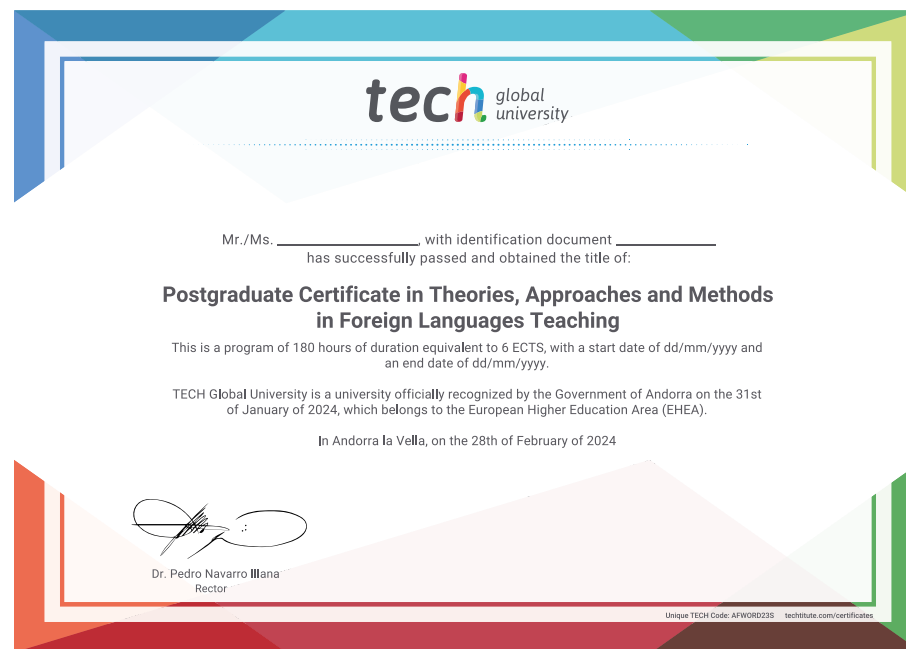 tech global
university
Mr./Ms. ____________, with identification document ____________
has successfully passed and obtained the title of:
Postgraduate Certificate in Theories, Approaches and Methods
in Foreign Languages Teaching
This is a program of 180 hours of duration equivalent to 6 ECTS, with a start date of dd/mm/yyyy and
an end date of dd/mm/yyyy.
TECH Global University is a university officially recognized by the Government of Andorra on the 31st
of January of 2024, which belongs to the European Higher Education Area (EHEA).
In Andorra la Vella, on the 28th of February of 2024
Dr. Pedro Navarro Illana
Rector
Unique TECH Code: AFWORD23S techtitute.com/certificates